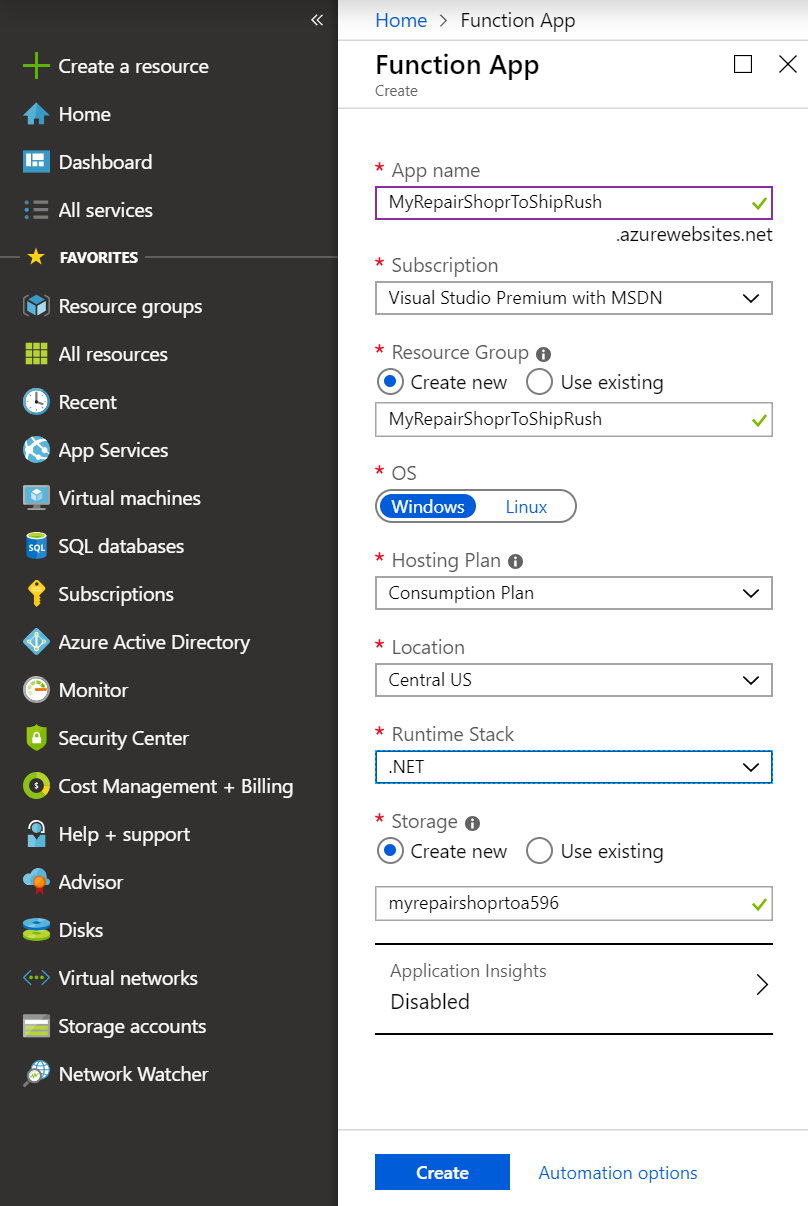 «
Create a resource
Home
Dashboard
All services
FAVORITES
Resource groups
All resources
Recent
App Services
Virtual machines
SQL
SQL databases
Subscriptions
Azure Active Directory
Monitor
Security Center
$
Cost Management + Billing
Help + support
Advisor
Disks
Virtual networks
Storage accounts
Network Watcher
Home > Function App
Function App
Create
* App name
MyRepairShoprToShipRush
.azurewebsites.net
* Subscription
Visual Studio Premium with MSDN
* Resource Group
Create new Use existing
MyRepairShoprToShipRush
* OS
Windows Linux
* Hosting Plan
Consumption Plan
* Location
Central US
* Runtime Stack
.NET
* Storage
Create new Use existing
myrepairshoprtoa596
Application Insights
Disabled
Create Automation options